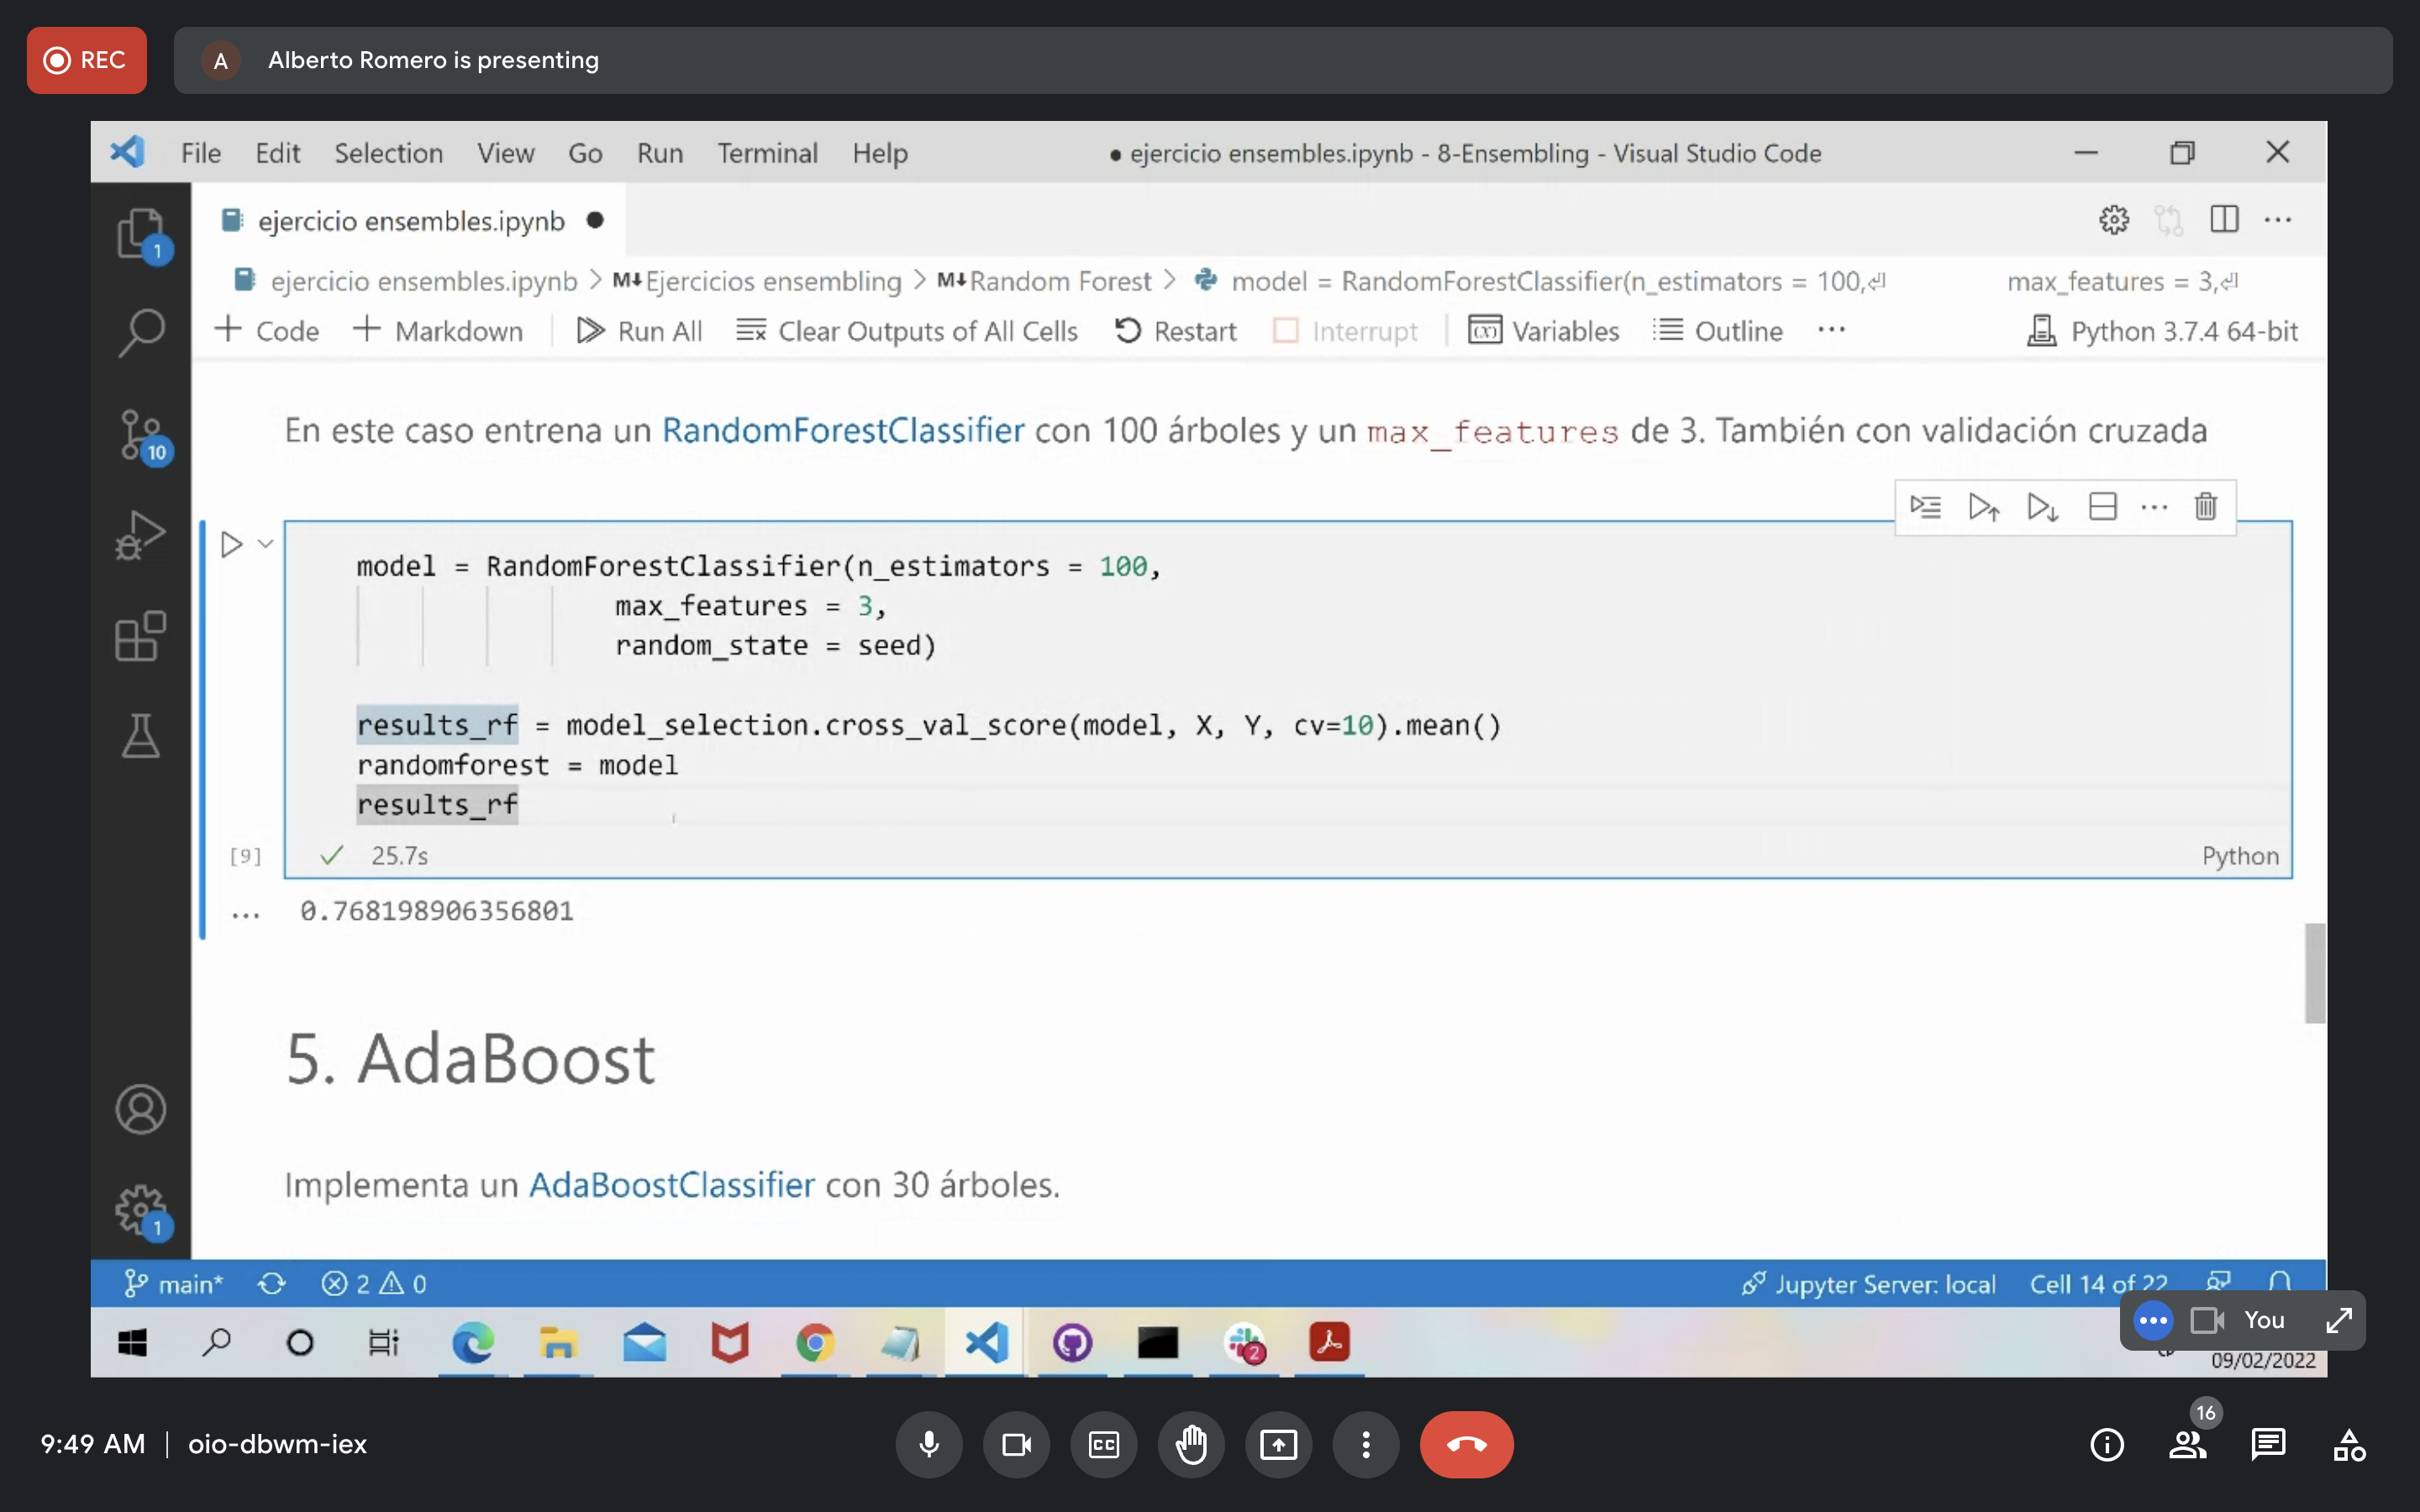 REC
A
Alberto Romero is presenting
File Edit Selection View Go Run Terminal Help
● ejercicio ensembles.ipynb - 8-Ensembling - Visual Studio Code
ejercicio ensembles.ipynb ●
1
ejercicio ensembles.ipynb > M↓Ejercicios ensembling > M↓Random Forest > model = RandomForestClassifier(n_estimators = 100,⏎ max_features = 3,⏎
+ Code + Markdown Run All Clear Outputs of All Cells Restart Interrupt Variables Outline ··· Python 3.7.4 64-bit
10
En este caso entrena un RandomForestClassifier con 100 árboles y un max_features de 3. También con validación cruzada
model = RandomForestClassifier(n_estimators = 100,
max_features = 3,
random_state = seed)
results_rf = model_selection.cross_val_score(model, X, Y, cv=10).mean()
randomforest = model
results_rf
[9] 25.7s Python
··· 0.768198906356801
5. AdaBoost
Implementa un AdaBoostClassifier con 30 árboles.
1
main* 2 0 Jupyter Server: local Cell 14 of 22
You
2
09/02/2022
9:49 AM | oio-dbwm-iex
CC
16